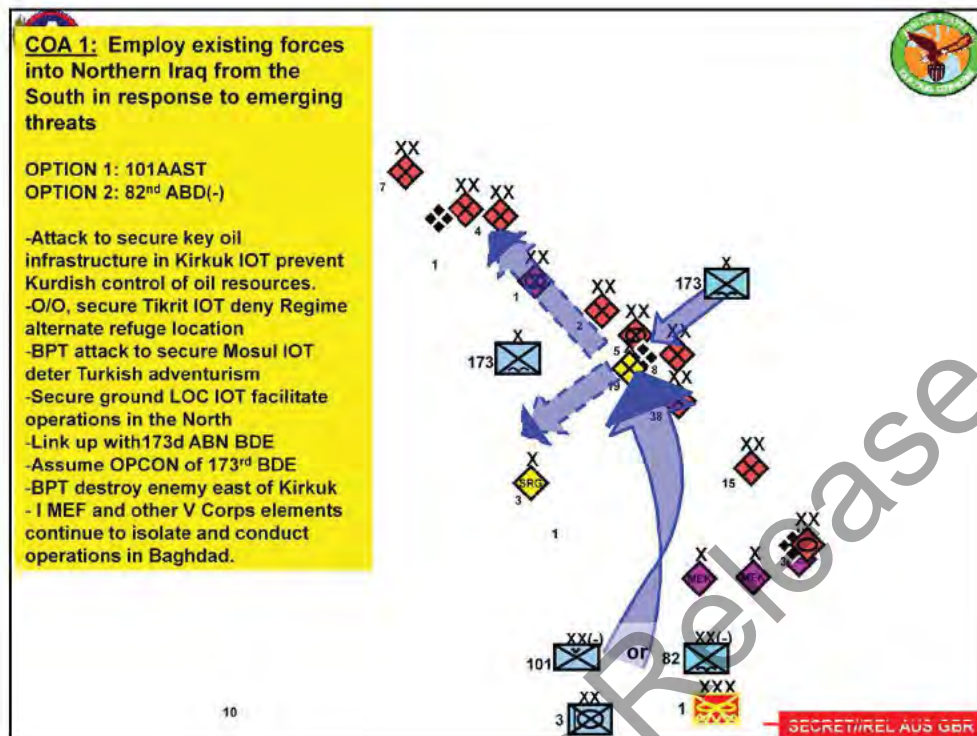 COA 1: Employ existing forces
into Northern Iraq from the
South in response to emerging
threats
OPTION 1: 101AAST
OPTION 2: 82nd ABD(-)
-Attack to secure key oil
infrastructure in Kirkuk IOT prevent
Kurdish control of oil resources.
-O/O, secure Tikrit IOT deny Regime
alternate refuge location
-BPT attack to secure Mosul IOT
deter Turkish adventurism
-Secure ground LOC IOT facilitate
operations in the North
-Link up with173d ABN BDE
-Assume OPCON of 173rd BDE
-BPT destroy enemy east of Kirkuk
- I MEF and other V Corps elements
continue to isolate and conduct
operations in Baghdad.
XX
7
XX
XX
4
1
XX
1
XX
2
X
173
XX
5
XX
8
19
X
173
XX
38
X
SRG
3
1
XX
15
XX
X
MEK
X
MEK
XX(-)
101
or
XX(-)
82
XX
3
XXX
1
10
SECRET//REL AUS GBR
Release